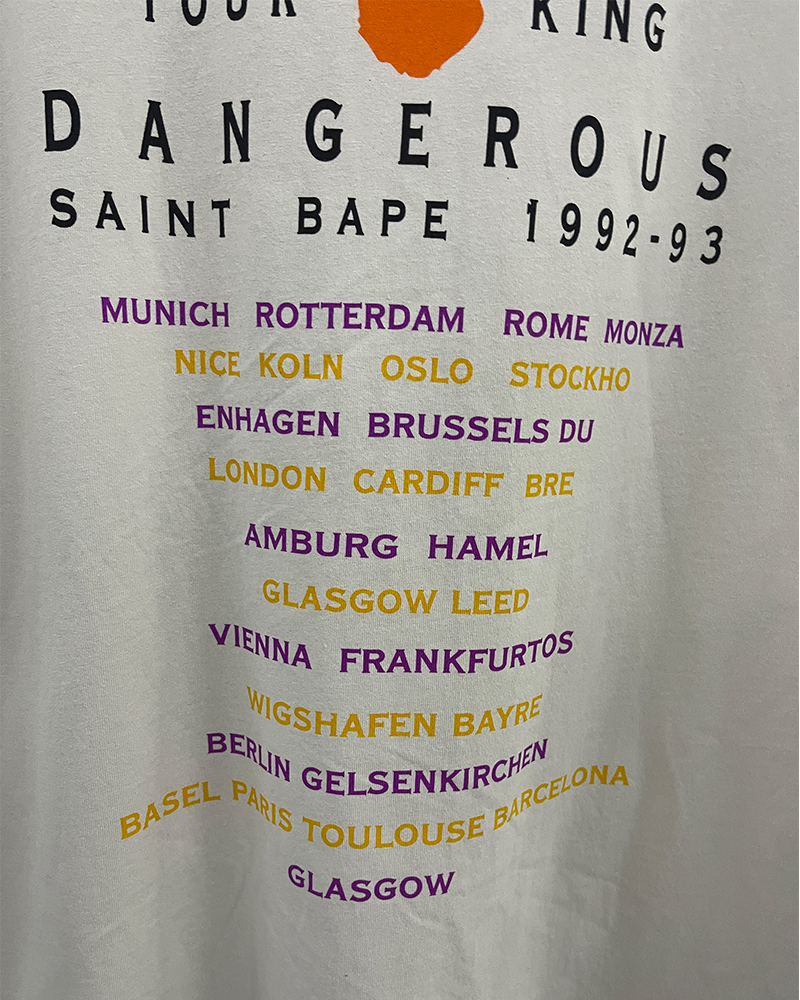 TOUR KING
DANGEROUS
SAINT BAPE 1992-93
MUNICH ROTTERDAM ROME MONZA
NICE KOLN OSLO STOCKHO
ENHAGEN BRUSSELS DU
LONDON CARDIFF BRE
AMBURG HAMEL
GLASGOW LEED
VIENNA FRANKFURTOS
WIGSHAFEN BAYRE
BERLIN GELSENKIRCHEN
BASEL PARIS TOULOUSE BARCELONA
GLASGOW